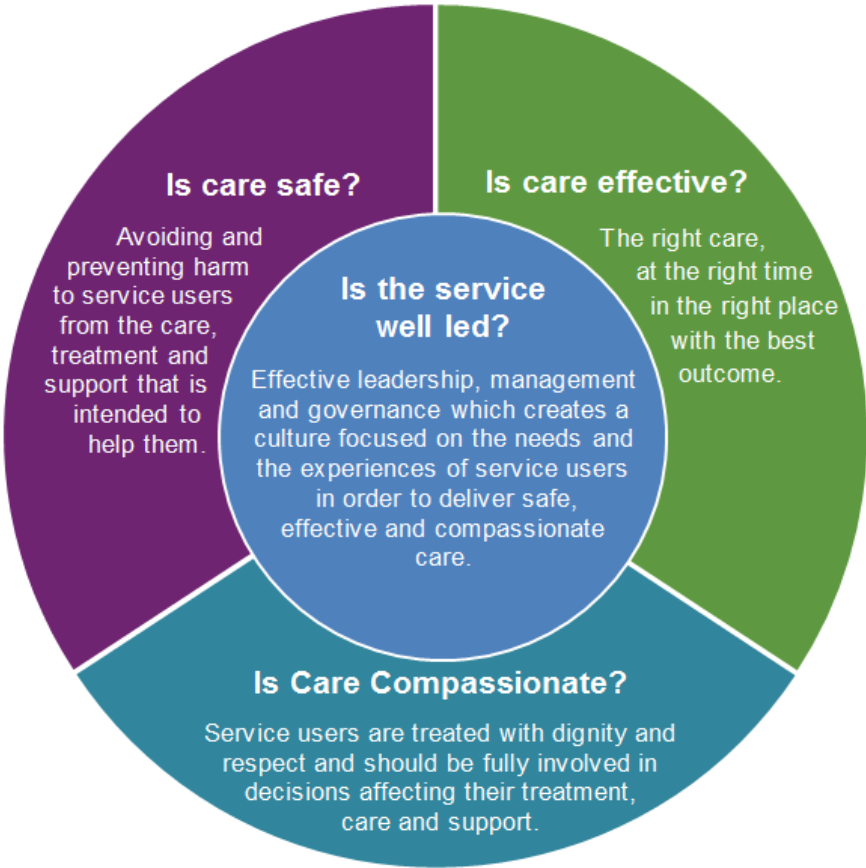 Is care safe?
Avoiding and
preventing harm
to service users
from the care,
treatment and
support that is
intended to
help them.
Is care effective?
The right care,
at the right time
in the right place
with the best
outcome.
Is the service
well led?
Effective leadership, management
and governance which creates a
culture focused on the needs and
the experiences of service users
in order to deliver safe,
effective and compassionate
care.
Is Care Compassionate?
Service users are treated with dignity and
respect and should be fully involved in
decisions affecting their treatment,
care and support.